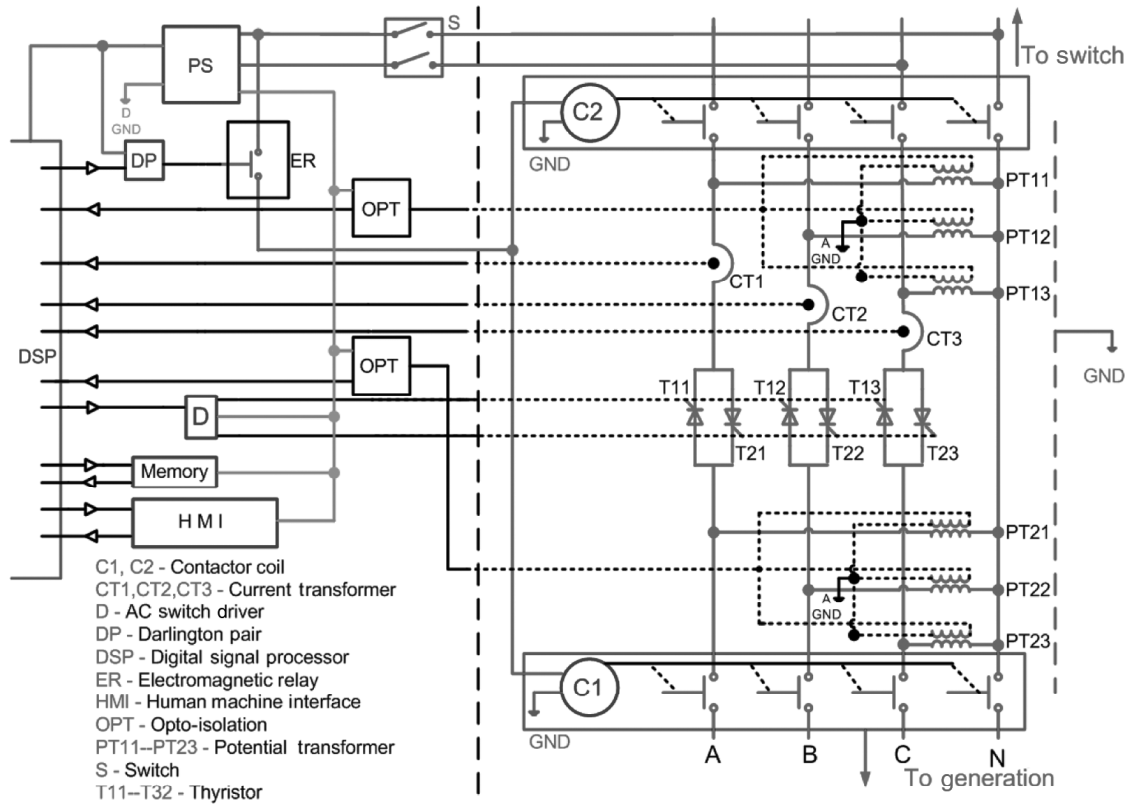 S
PS
To switch
D
GND
C2
DP
ER
GND
OPT
PT11
A
GND
PT12
CT1
PT13
CT2
CT3
DSP
OPT
GND
T11
T12
T13
D
T21
T22
T23
Memory
H M I
PT21
C1, C2 - Contactor coil
CT1,CT2,CT3 - Current transformer
D - AC switch driver
DP - Darlington pair
DSP - Digital signal processor
ER - Electromagnetic relay
HMI - Human machine interface
OPT - Opto-isolation
PT11--PT23 - Potential transformer
S - Switch
T11--T32 - Thyristor
PT22
A
GND
PT23
C1
GND
A
B
C
N
To generation